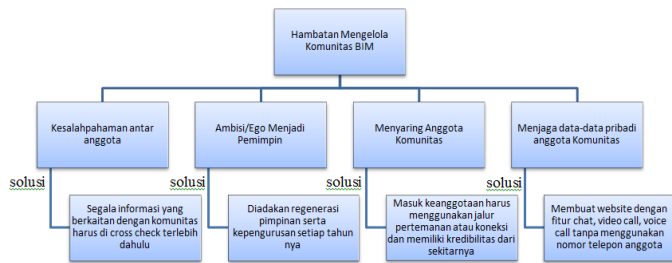 Hambatan Mengelola
Komunitas BIM
Kesalahpahaman antar
anggota
Ambisi/Ego Menjadi
Pemimpin
Menyaring Anggota
Komunitas
Menjaga data-data pribadi
anggota Komunitas
solusi
solusi
solusi
solusi
Segala informasi yang
berkaitan dengan komunitas
harus di cross check terlebih
dahulu
Diadakan regenerasi
pimpinan serta
kepengurusan setiap tahun
nya
Masuk keanggotaan harus
menggunakan jalur
pertemanan atau koneksi
dan memiliki kredibilitas dari
sekitarnya
Membuat website dengan
fitur chat, video call, voice
call tanpa menggunakan
nomor telepon anggota